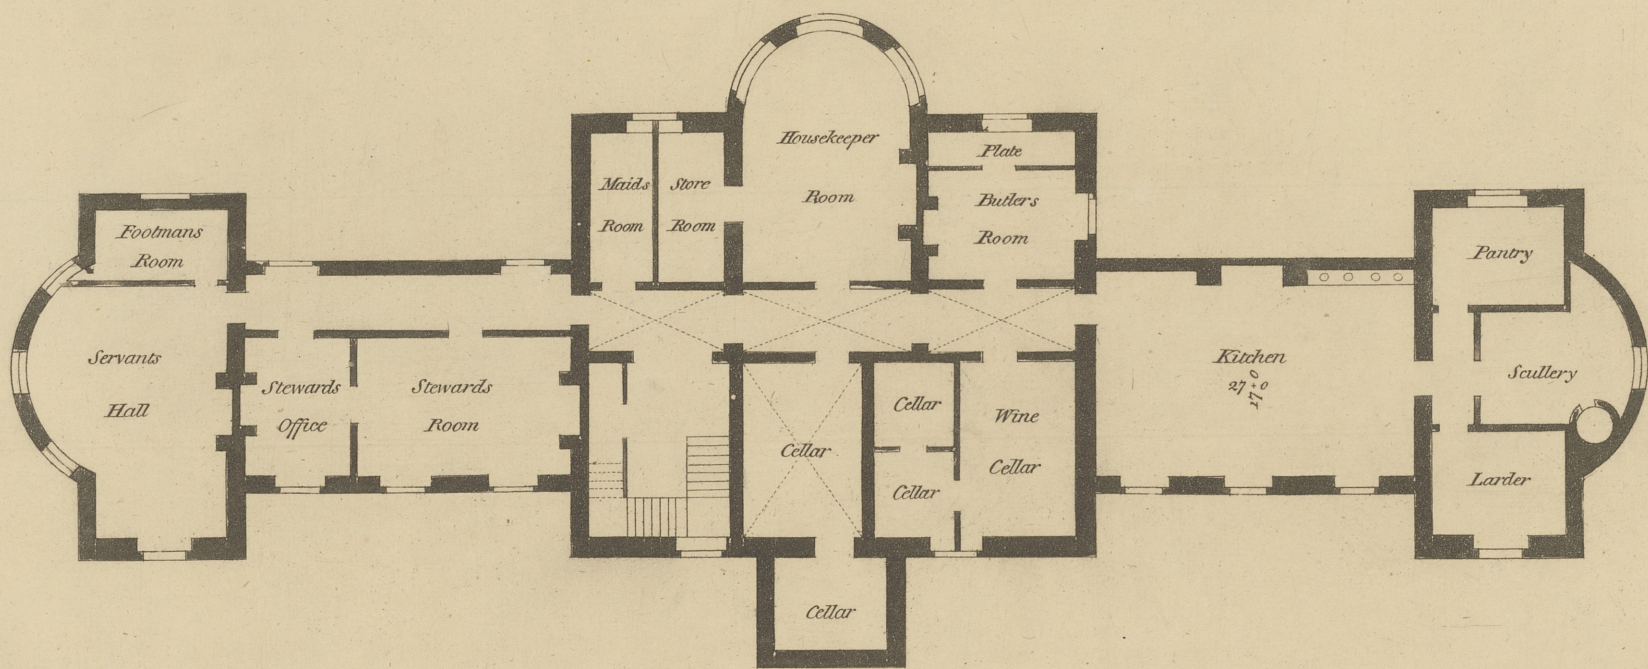 Housekeeper
Room
Plate
Butlers
Room
Maids
Room
Store
Room
Footmans
Room
Pantry
Servants
Hall
Stewards
Office
Stewards
Room
Cellar
Cellar
Cellar
Wine
Cellar
Kitchen
27+0
17+0
Scullery
Larder
Cellar